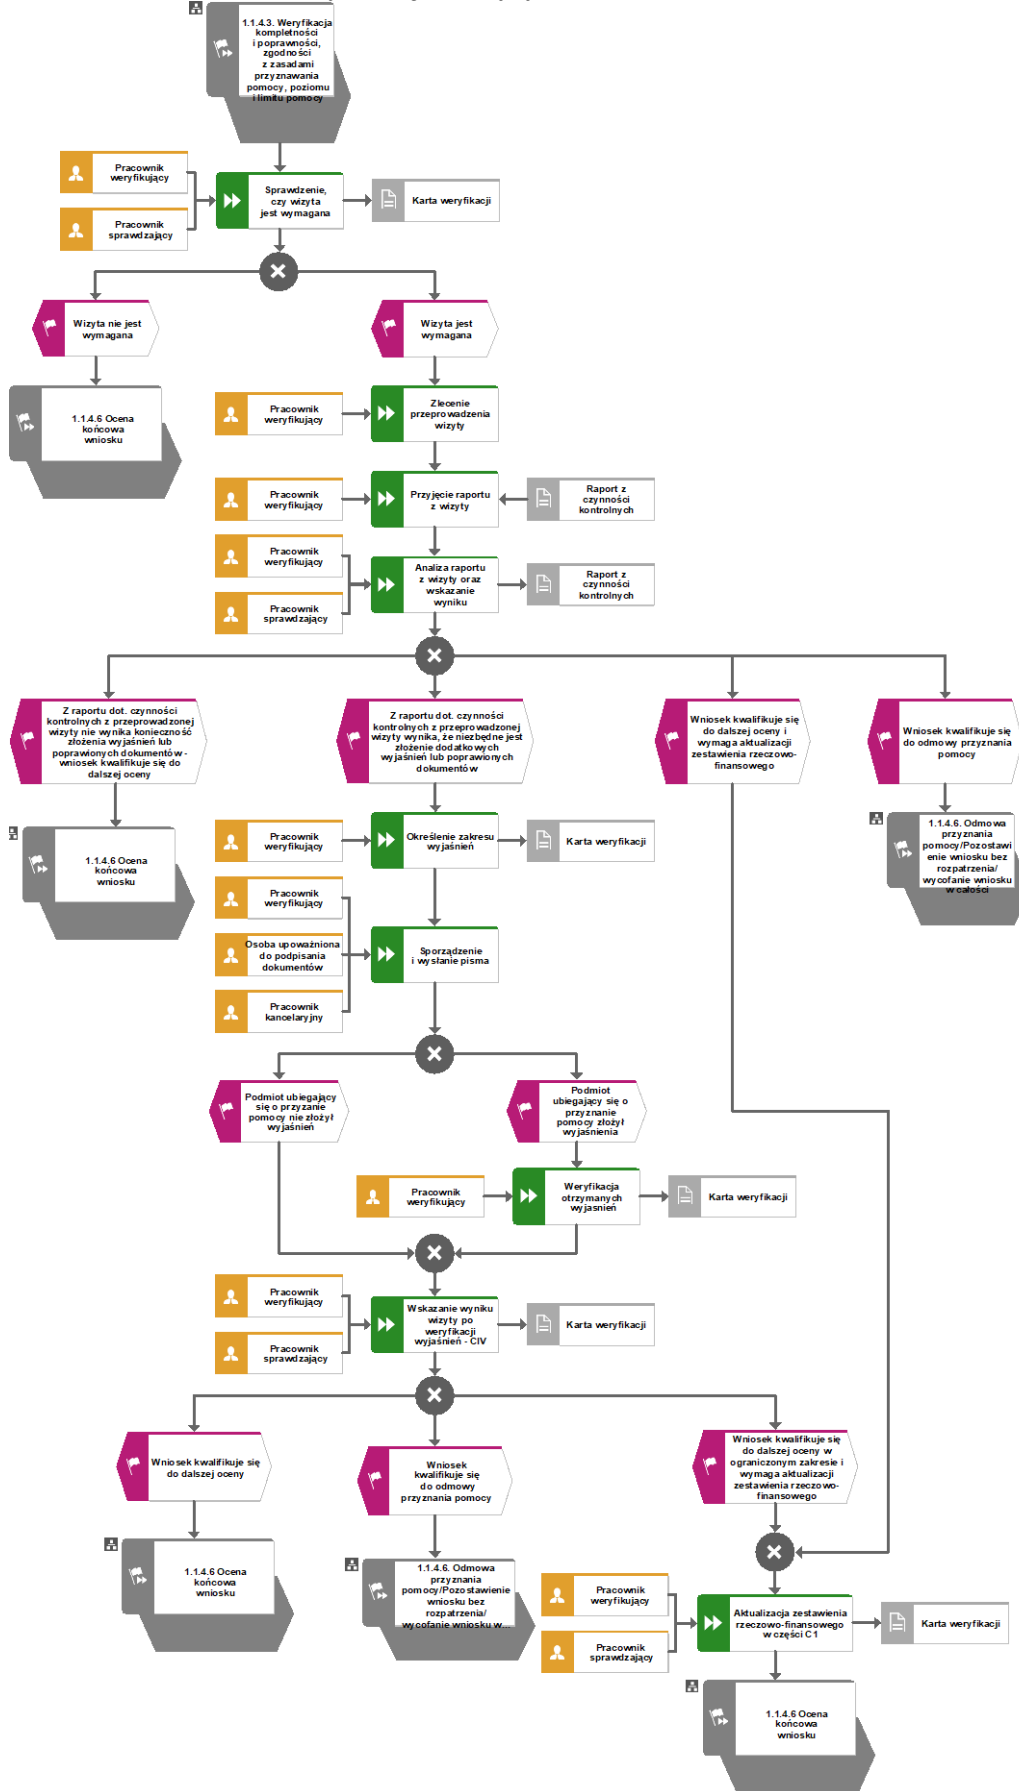 1.1.4.3. Weryfikacja
kompletności
i poprawności,
zgodności
z zasadami
przyznawania
pomocy, poziomu
i limitu pomocy
Pracownik
weryfikujący
Pracownik
sprawdzający
Sprawdzenie,
czy wizyta
jest wymagana
Karta weryfikacji
Wizyta nie jest
wymagana
Wizyta jest
wymagana
1.1.4.6 Ocena
końcowa
wniosku
Pracownik
weryfikujący
Zlecenie
przeprowadzenia
wizyty
Pracownik
weryfikujący
Przyjęcie raportu
z wizyty
Raport z
czynności
kontrolnych
Pracownik
weryfikujący
Pracownik
sprawdzający
Analiza raportu
z wizyty oraz
wskazanie
wyniku
Raport z
czynności
kontrolnych
Z raportu dot. czynności
kontrolnych z przeprowadzonej
wizyty nie wynika konieczność
złożenia wyjaśnień lub
poprawionych dokumentów -
wniosek kwalifikuje się do
dalszej oceny
Z raportu dot. czynności
kontrolnych z przeprowadzonej
wizyty wynika, że niezbędne jest
złożenie dodatkowych
wyjaśnień lub poprawionych
dokumentów
Wniosek kwalifikuje się
do dalszej oceny i
wymaga aktualizacji
zestawienia rzeczowo-
finansowego
Wniosek kwalifikuje się
do odmowy przyznania
pomocy
1.1.4.6 Ocena
końcowa
wniosku
Pracownik
weryfikujący
Określenie zakresu
wyjaśnień
Karta weryfikacji
1.1.4.6. Odmowa
przyznania
pomocy/Pozostawi
enie wniosku bez
rozpatrzenia/
wycofanie wniosku
w całości
Pracownik
weryfikujący
Osoba upoważniona
do podpisania
dokumentów
Pracownik
kancelaryjny
Sporządzenie
i wysłanie pisma
Podmiot ubiegający
się o przyzanie
pomocy nie złożył
wyjaśnień
Podmiot
ubiegający się o
przyznanie
pomocy złożył
wyjaśnienia
Pracownik
weryfikujący
Weryfikacja
otrzymanych
wyjasnień
Karta weryfikacji
Pracownik
weryfikujący
Pracownik
sprawdzający
Wskazanie wyniku
wizyty po
weryfikacji
wyjaśnień - CIV
Karta weryfikacji
Wniosek kwalifikuje się
do dalszej oceny
Wniosek
kwalifikuje się
do odmowy
przyznania pomocy
Wniosek kwalifikuje się
do dalszej oceny w
ograniczonym zakresie i
wymaga aktualizacji
zestawienia rzeczowo-
finansowego
1.1.4.6 Ocena
końcowa
wniosku
1.1.4.6. Odmowa
przyznania
pomocy/Pozostawienie
wniosku bez
rozpatrzenia/
wycofanie wniosku w...
Pracownik
weryfikujący
Pracownik
sprawdzający
Aktualizacja zestawienia
rzeczowo-finansowego
w części C1
Karta weryfikacji
1.1.4.6 Ocena
końcowa
wniosku